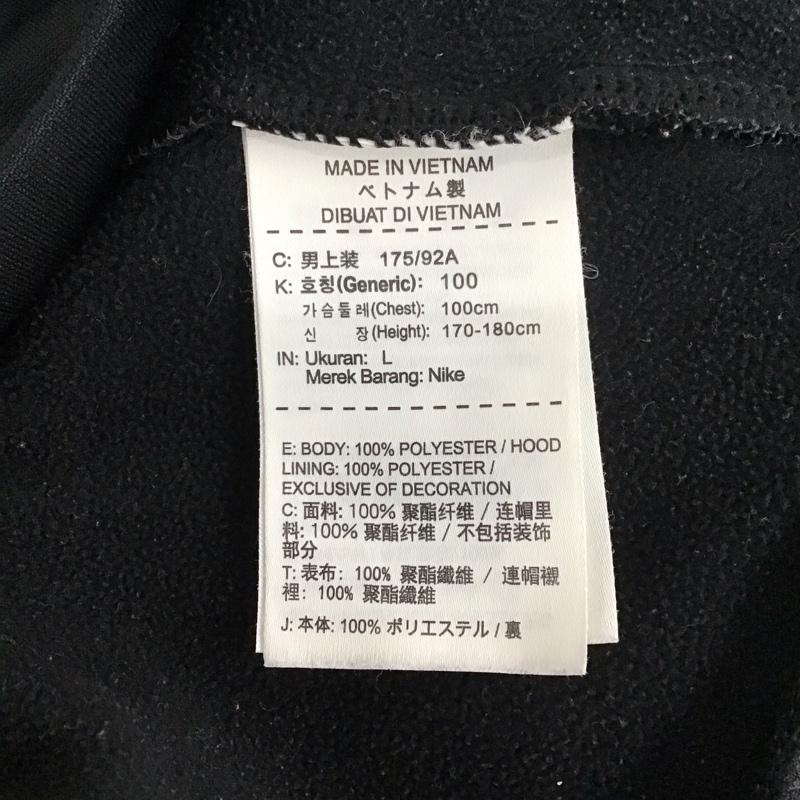 MADE IN VIETNAM
ベトナム製
DIBUAT DI VIETNAM
C: 男上装 175/92A
K: 호칭(Generic): 100
가슴둘레(Chest): 100cm
신 장(Height): 170-180cm
IN: Ukuran: L
Merek Barang: Nike
E: BODY: 100% POLYESTER / HOOD
LINING: 100% POLYESTER /
EXCLUSIVE OF DECORATION
C: 面料: 100% 聚酯纤维 / 连帽里
料: 100% 聚酯纤维 / 不包括装饰
部分
T: 表布: 100% 聚酯纖維 / 連帽襯
裡: 100% 聚酯纖維
J: 本体: 100% ポリエステル / 裏